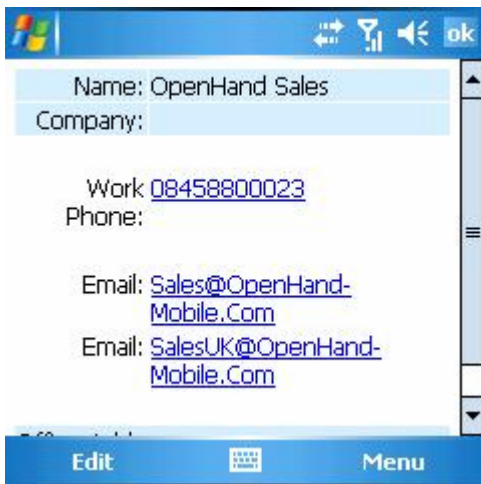 ok
Name: OpenHand Sales
Company:
Work 08458800023
Phone:
Email: Sales@OpenHand-
Mobile.Com
Email: SalesUK@OpenHand-
Mobile.Com
Edit Menu